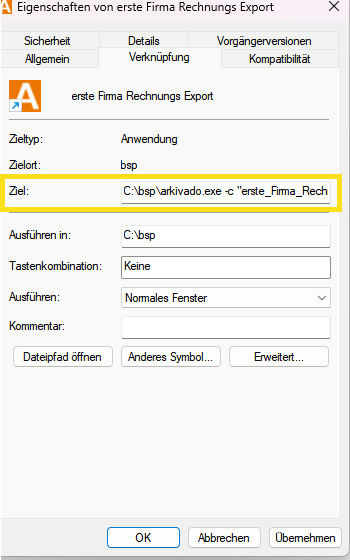 Eigenschaften von erste Firma Rechnungs Export
Sicherheit Details Vorgängerversionen
Allgemein Verknüpfung Kompatibilität
erste Firma Rechnungs Export
Zieltyp: Anwendung
Zielort: bsp
Ziel: C:\bsp\arkivado.exe -c "erste_Firma_Rech
Ausführen in: C:\bsp
Tastenkombination: Keine
Ausführen: Normales Fenster
Kommentar:
Dateipfad öffnen Anderes Symbol... Erweitert...
OK Abbrechen Übernehmen